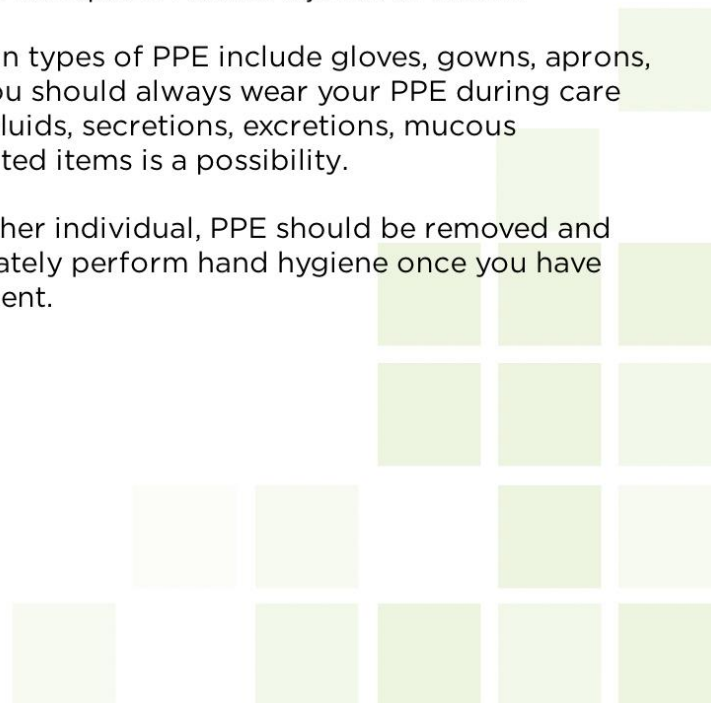 n types of PPE include gloves, gowns, aprons,
ou should always wear your PPE during care
luids, secretions, excretions, mucous
ted items is a possibility.
her individual, PPE should be removed and
ately perform hand hygiene once you have
ent.